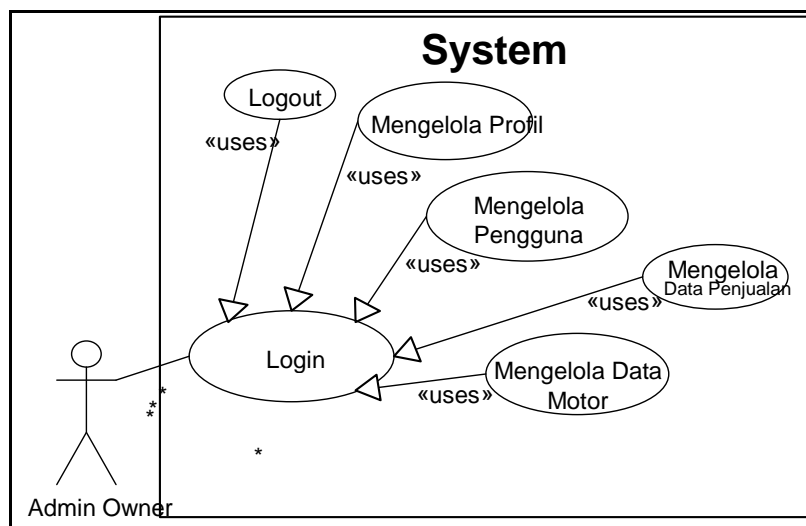 System
Logout
«uses»
Mengelola Profil
«uses»
Mengelola
Pengguna
«uses»
Mengelola
Data Penjualan
«uses»
Login
Mengelola Data
Motor
«uses»
*
*
*
*
Admin Owner